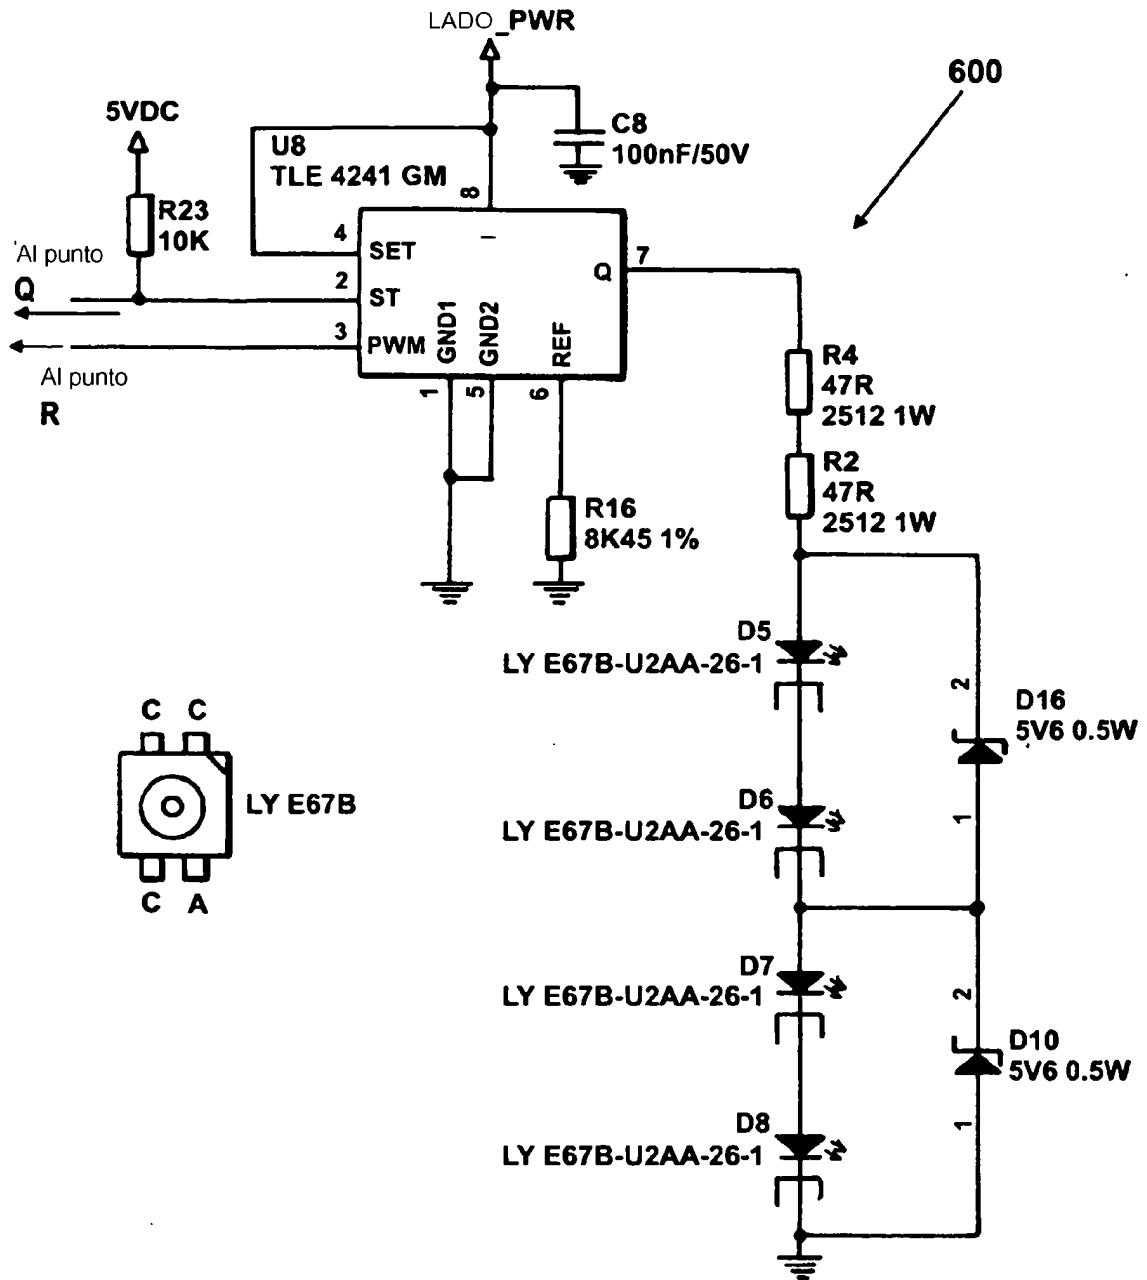 LADO_PWR
600
5VDC
C8
100nF/50V
U8
TLE 4241 GM
8
R23
10K
Al punto
Q
4
SET
2
ST
3
PWM
Al punto
R
GND1
GND2
REF
Q
7
1
5
6
R4
47R
2512 1W
R2
47R
2512 1W
R16
8K45 1%
D5
LY E67B-U2AA-26-1
2
D16
5V6 0.5W
D6
LY E67B-U2AA-26-1
1
C C
LY E67B
C A
D7
LY E67B-U2AA-26-1
2
D10
5V6 0.5W
D8
LY E67B-U2AA-26-1
1